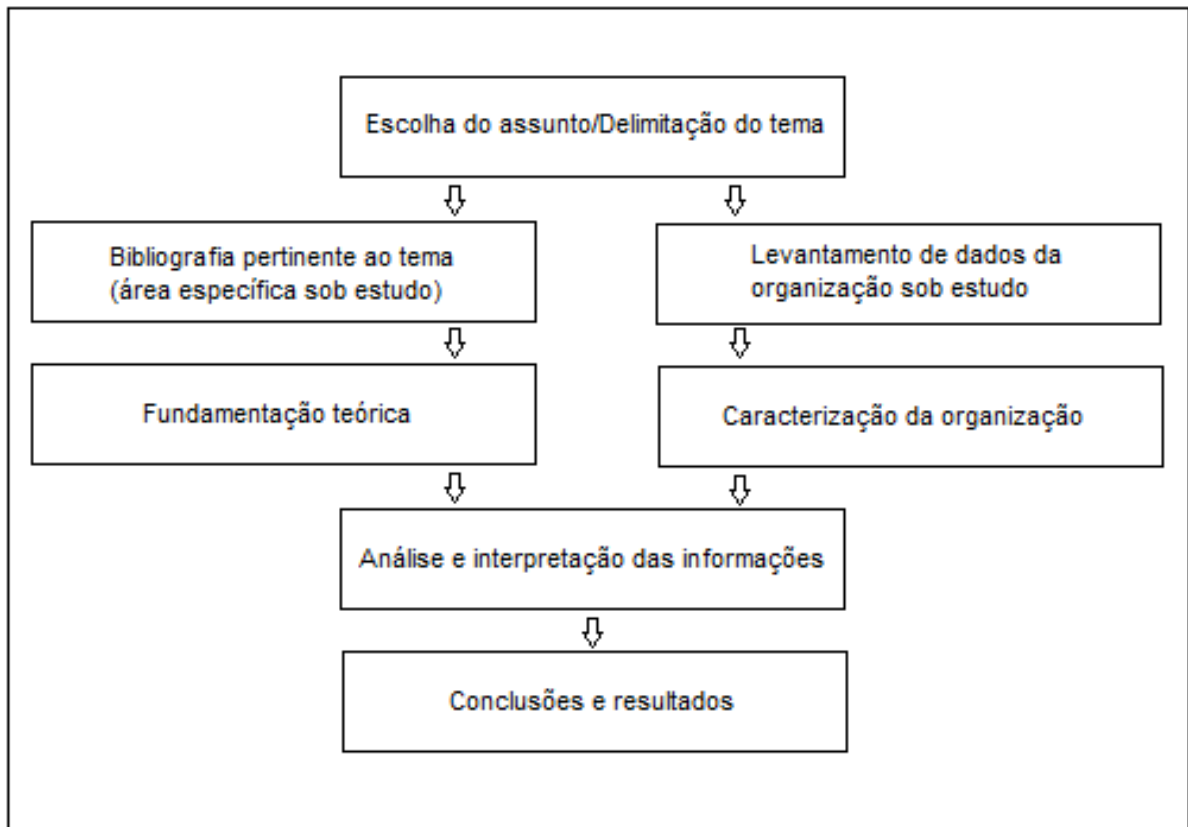 Escolha do assunto/Delimitação do tema
Bibliografia pertinente ao tema
(área específica sob estudo)
Levantamento de dados da
organização sob estudo
Fundamentação teórica
Caracterização da organização
Análise e interpretação das informações
Conclusões e resultados